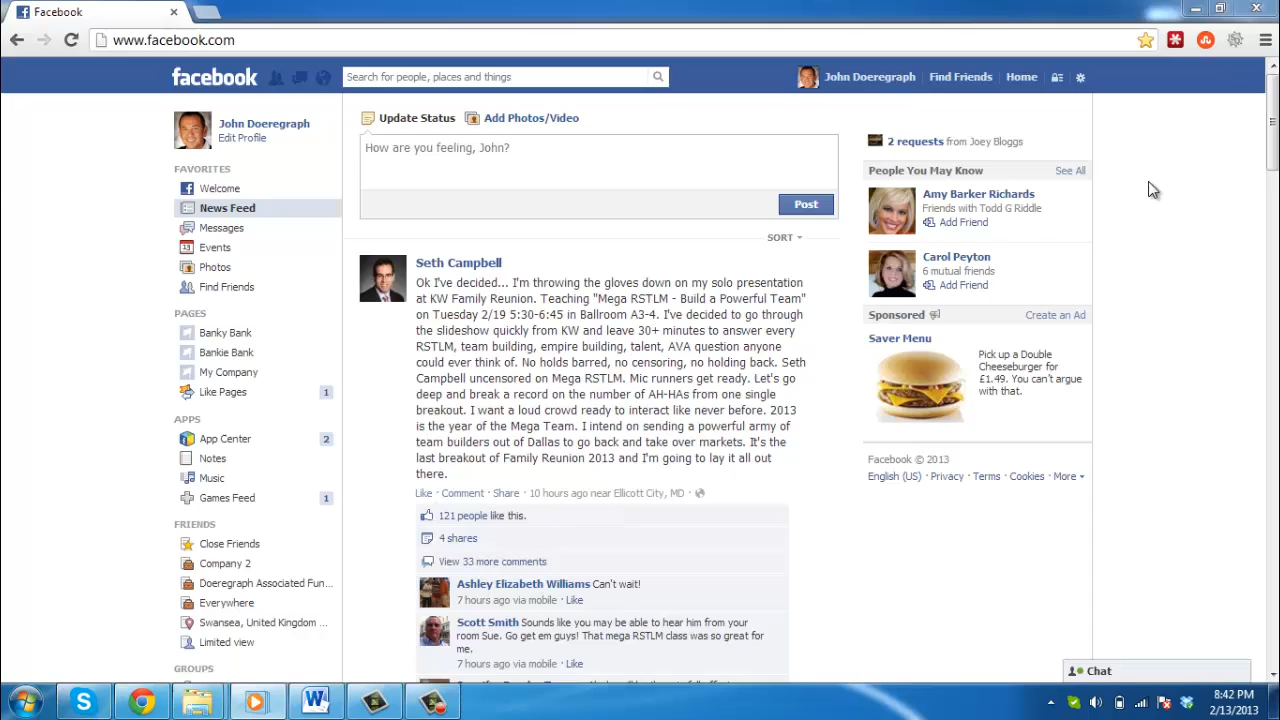 Facebook
www.facebook.com
facebook
Search for people, places and things
John Doeregraph
Find Friends
Home
John Doeregraph
Edit Profile
FAVORITES
Welcome
News Feed
Messages
Events
Photos
Find Friends
PAGES
Banky Bank
Bankie Bank
My Company
Like Pages 1
APPS
App Center 2
Notes
Music
Games Feed 1
FRIENDS
Close Friends
Company 2
Doeregraph Associated Fun...
Everywhere
Swansea, United Kingdom ...
Limited view
GROUPS
Update Status
Add Photos/Video
How are you feeling, John?
Post
SORT
Seth Campbell
Ok I've decided... I'm throwing the gloves down on my solo presentation
at KW Family Reunion. Teaching "Mega RSTLM - Build a Powerful Team"
on Tuesday 2/19 5:30-6:45 in Ballroom A3-4. I've decided to go through
the slideshow quickly from KW and leave 30+ minutes to answer every
RSTLM, team building, empire building, talent, AVA question anyone
could ever think of. No holds barred, no censoring, no holding back. Seth
Campbell uncensored on Mega RSTLM. Mic runners get ready. Let's go
deep and break a record on the number of AH-HAs from one single
breakout. I want a loud crowd ready to interact like never before. 2013
is the year of the Mega Team. I intend on sending a powerful army of
team builders out of Dallas to go back and take over markets. It's the
last breakout of Family Reunion 2013 and I'm going to lay it all out
there.
Like · Comment · Share · 10 hours ago near Ellicott City, MD ·
121 people like this.
4 shares
View 33 more comments
Ashley Elizabeth Williams Can't wait!
7 hours ago via mobile · Like
Scott Smith Sounds like you may be able to hear him from your
room Sue. Go get em guys! That mega RSTLM class was so great for
me.
7 hours ago via mobile · Like
2 requests from Joey Bloggs
People You May Know
See All
Amy Barker Richards
Friends with Todd G Riddle
Add Friend
Carol Peyton
6 mutual friends
Add Friend
Sponsored
Create an Ad
Saver Menu
Pick up a Double
Cheeseburger for
£1.49. You can't argue
with that.
Facebook © 2013
English (US) · Privacy · Terms · Cookies · More
Chat
8:42 PM
2/13/2013